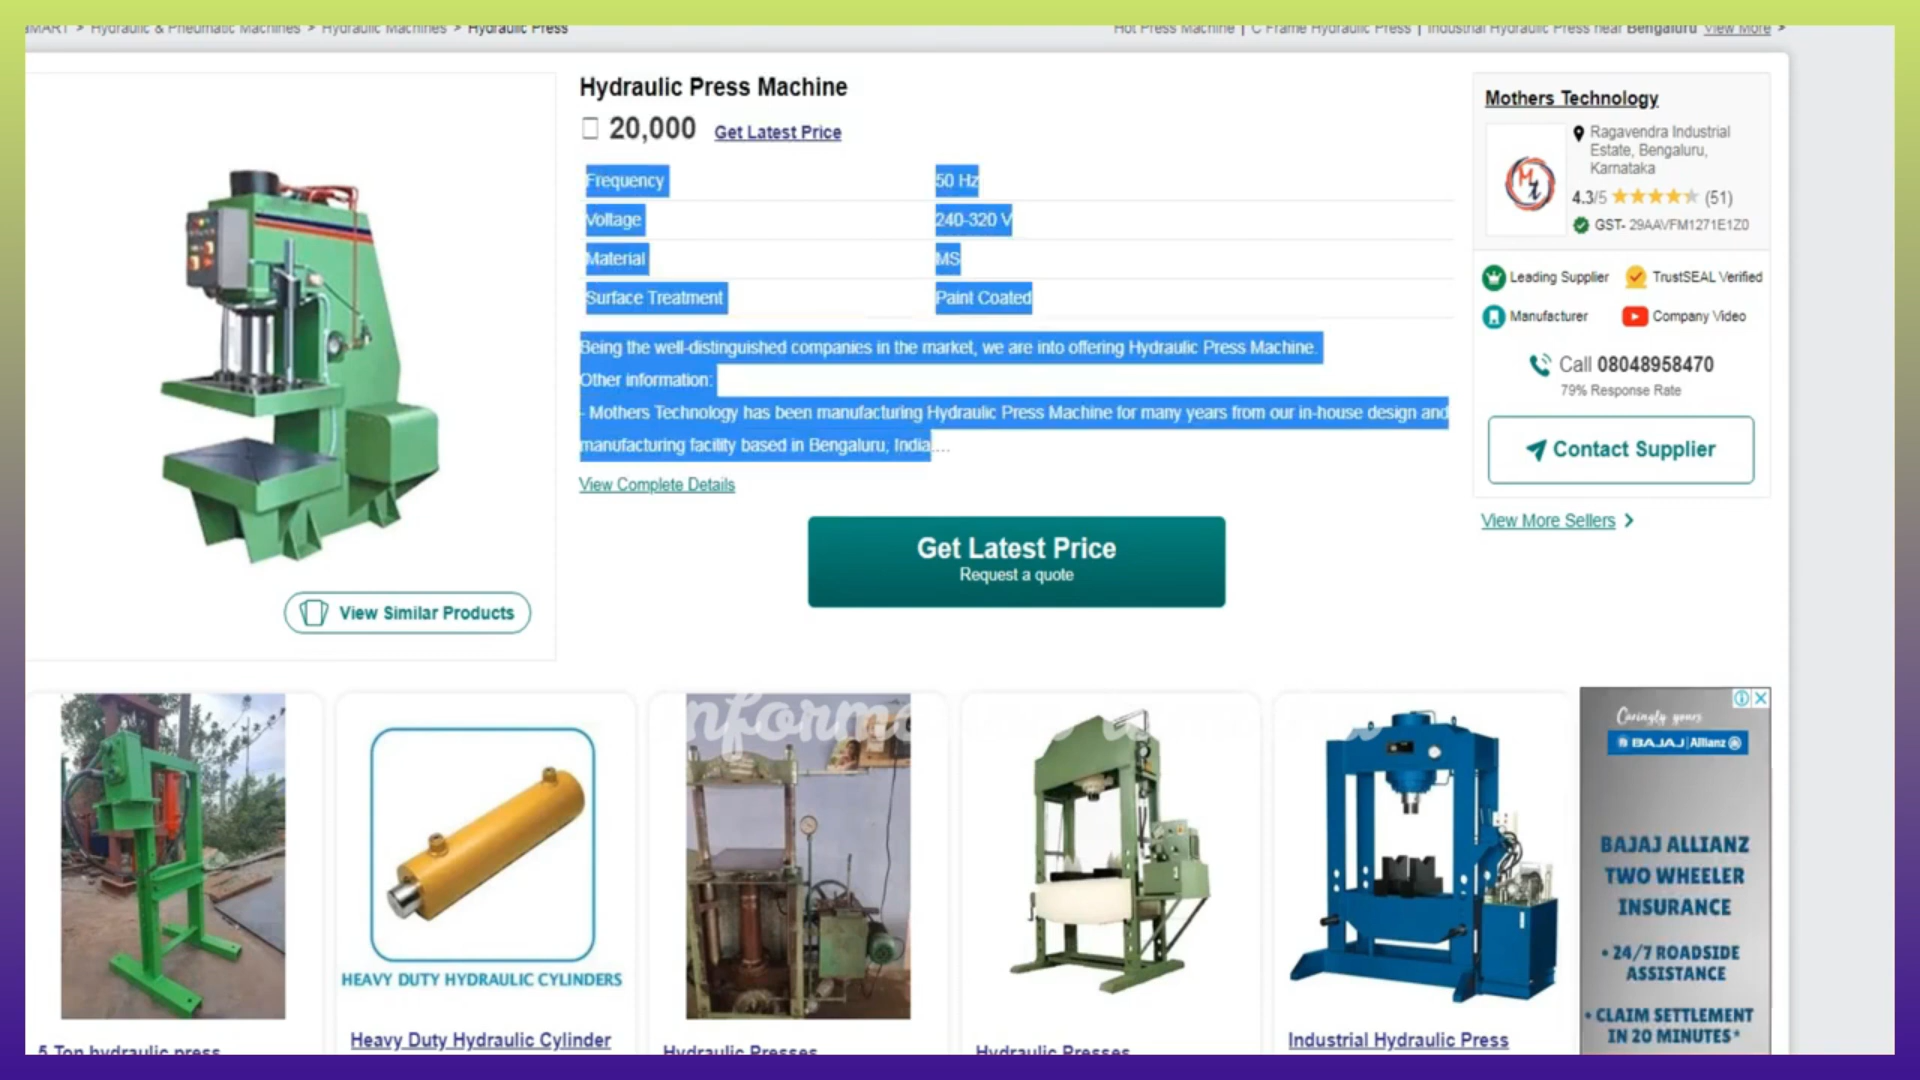 > Hydraulic & Pneumatic Machines > Hydraulic Machines > Hydraulic Press
Hot Press Machine | C Frame Hydraulic Press | Industrial Hydraulic Press near Bengaluru View More >
Hydraulic Press Machine
20,000 Get Latest Price
Frequency 50 Hz
Voltage 240-320 V
Material MS
Surface Treatment Paint Coated
Being the well-distinguished companies in the market, we are into offering Hydraulic Press Machine.
Other information:
- Mothers Technology has been manufacturing Hydraulic Press Machine for many years from our in-house design and
manufacturing facility based in Bengaluru, India....
View Complete Details
Get Latest Price
Request a quote
View Similar Products
Mothers Technology
Ragavendra Industrial
Estate, Bengaluru,
Karnataka
4.3/5 (51)
GST- 29AAVFM1271E1Z0
Leading Supplier TrustSEAL Verified
Manufacturer Company Video
Call 08048958470
79% Response Rate
Contact Supplier
View More Sellers >
HEAVY DUTY HYDRAULIC CYLINDERS
5 Ton hydraulic press
Heavy Duty Hydraulic Cylinder
Hydraulic Presses
Hydraulic Presses
Industrial Hydraulic Press
Caringly yours
BAJAJ | Allianz
BAJAJ ALLIANZ
TWO WHEELER
INSURANCE
• 24/7 ROADSIDE
ASSISTANCE
• CLAIM SETTLEMENT
IN 20 MINUTES*